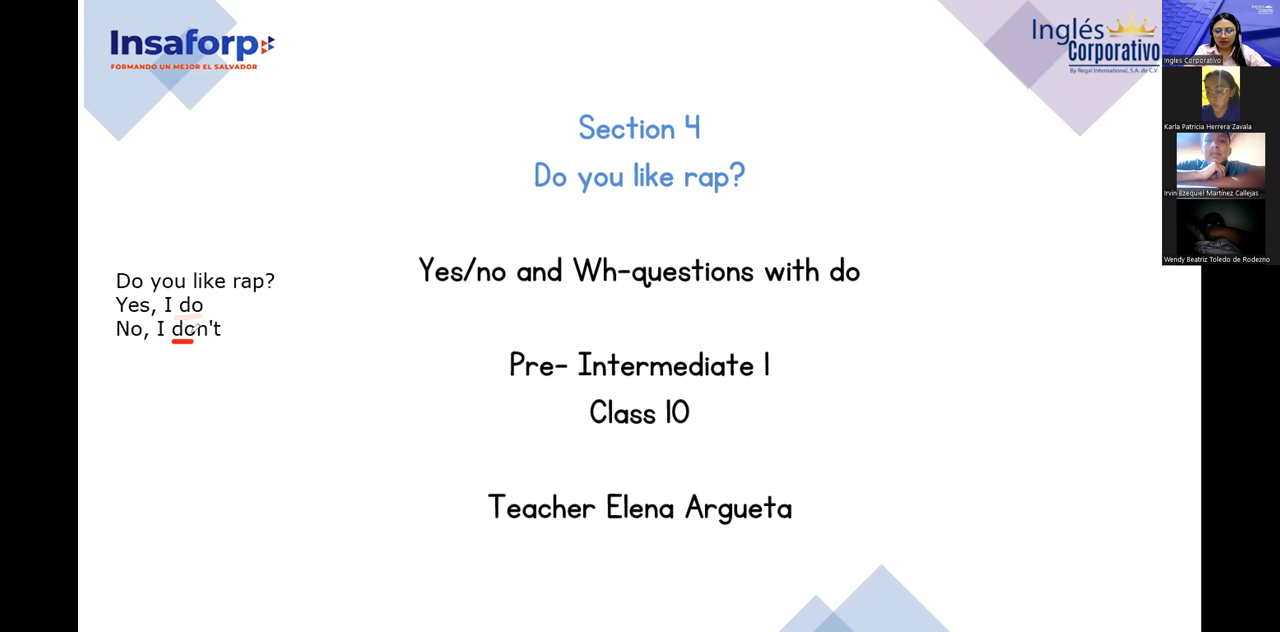 Insaforp
FORMANDO UN MEJOR EL SALVADOR
Inglés
Corporativo
By Regal International, S.A. de C.V.
Section 4
Do you like rap?
Yes/no and Wh-questions with do
Do you like rap?
Yes, I do
No, I don't
Pre- Intermediate 1
Class 10
Teacher Elena Argueta
Ingles Corporativo
Karla Patricia Herrera Zavala
Irvin Ezequiel Martinez Callejas
Wendy Beatriz Toledo de Rodezno